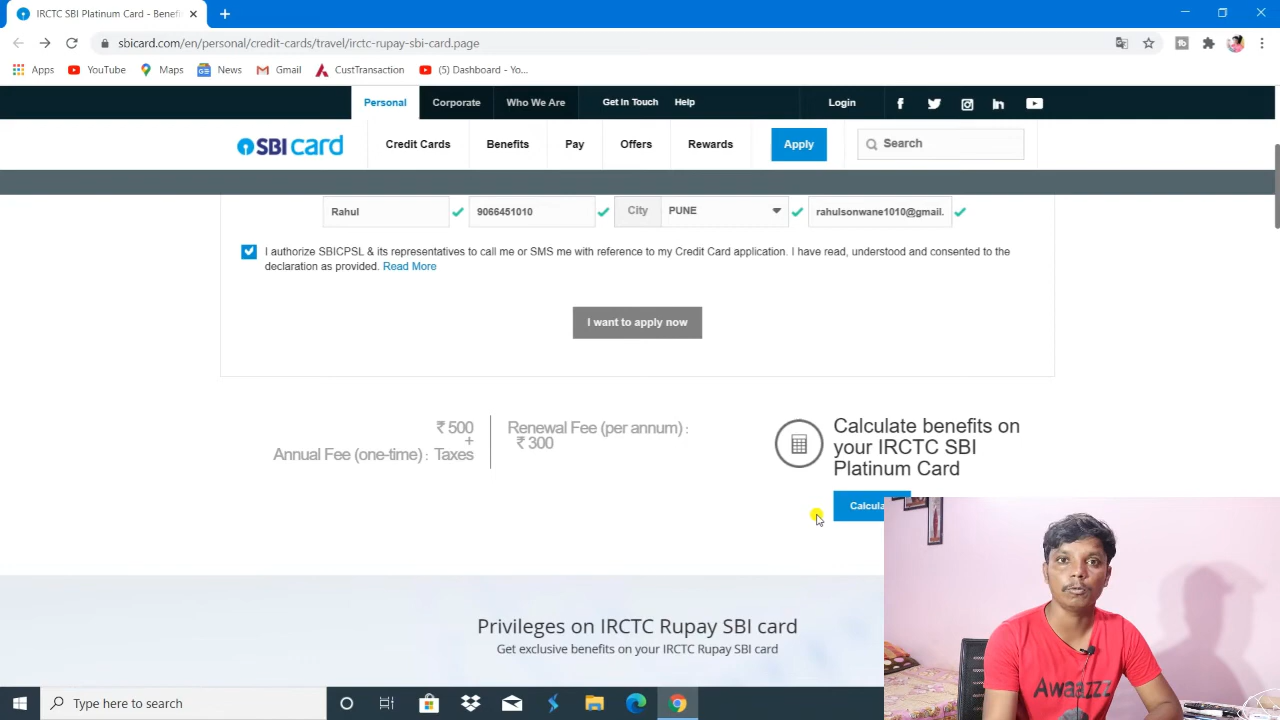 IRCTC SBI Platinum Card - Benefi
sbicard.com/en/personal/credit-cards/travel/irctc-rupay-sbi-card.page
Apps YouTube Maps News Gmail CustTransaction (5) Dashboard - Yo...
Personal Corporate Who We Are Get In Touch Help Login
SBI card Credit Cards Benefits Pay Offers Rewards Apply Search
Rahul 9066451010 City PUNE rahulsonwane1010@gmail.
I authorize SBICPSL & its representatives to call me or SMS me with reference to my Credit Card application. I have read, understood and consented to the
declaration as provided. Read More
I want to apply now
₹ 500
+
Annual Fee (one-time) : Taxes
Renewal Fee (per annum) :
₹ 300
Calculate benefits on
your IRCTC SBI
Platinum Card
Calcula
Privileges on IRCTC Rupay SBI card
Get exclusive benefits on your IRCTC Rupay SBI card
Awaazzz
Type here to search